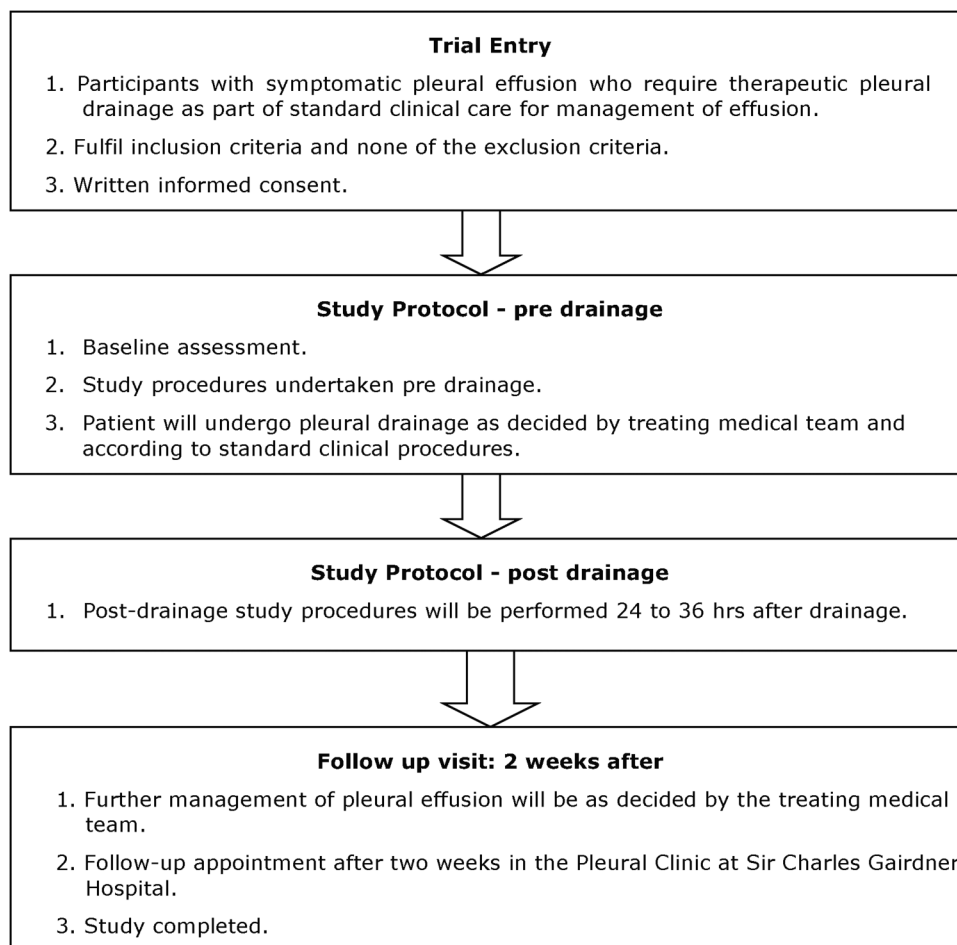 Trial Entry
1. Participants with symptomatic pleural effusion who require therapeutic pleural
drainage as part of standard clinical care for management of effusion.
2. Fulfil inclusion criteria and none of the exclusion criteria.
3. Written informed consent.
Study Protocol - pre drainage
1. Baseline assessment.
2. Study procedures undertaken pre drainage.
3. Patient will undergo pleural drainage as decided by treating medical team and
according to standard clinical procedures.
Study Protocol - post drainage
1. Post-drainage study procedures will be performed 24 to 36 hrs after drainage.
Follow up visit: 2 weeks after
1. Further management of pleural effusion will be as decided by the treating medical
team.
2. Follow-up appointment after two weeks in the Pleural Clinic at Sir Charles Gairdner
Hospital.
3. Study completed.